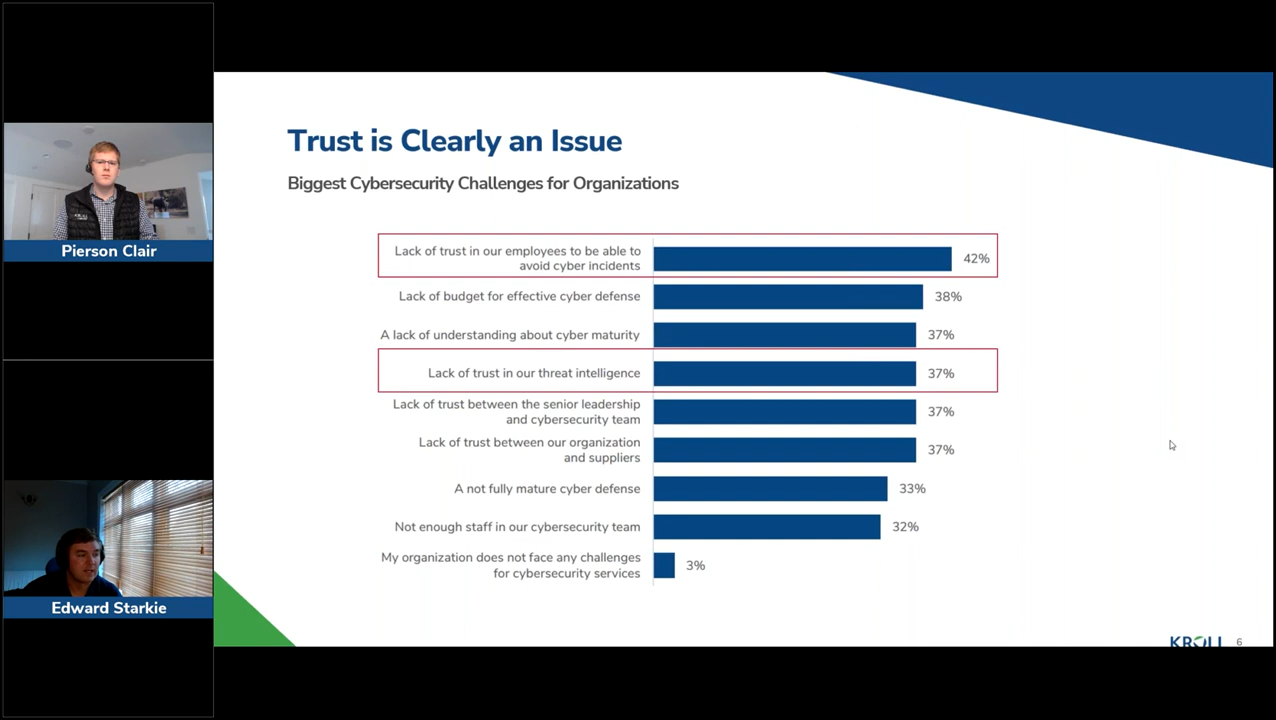 Trust is Clearly an Issue
Biggest Cybersecurity Challenges for Organizations
Lack of trust in our employees to be able to
avoid cyber incidents
42%
Lack of budget for effective cyber defense
38%
A lack of understanding about cyber maturity
37%
Lack of trust in our threat intelligence
37%
Lack of trust between the senior leadership
and cybersecurity team
37%
Lack of trust between our organization
and suppliers
37%
A not fully mature cyber defense
33%
Not enough staff in our cybersecurity team
32%
My organization does not face any challenges
for cybersecurity services
3%
KROLL
6
KROLL
Pierson Clair
Edward Starkie